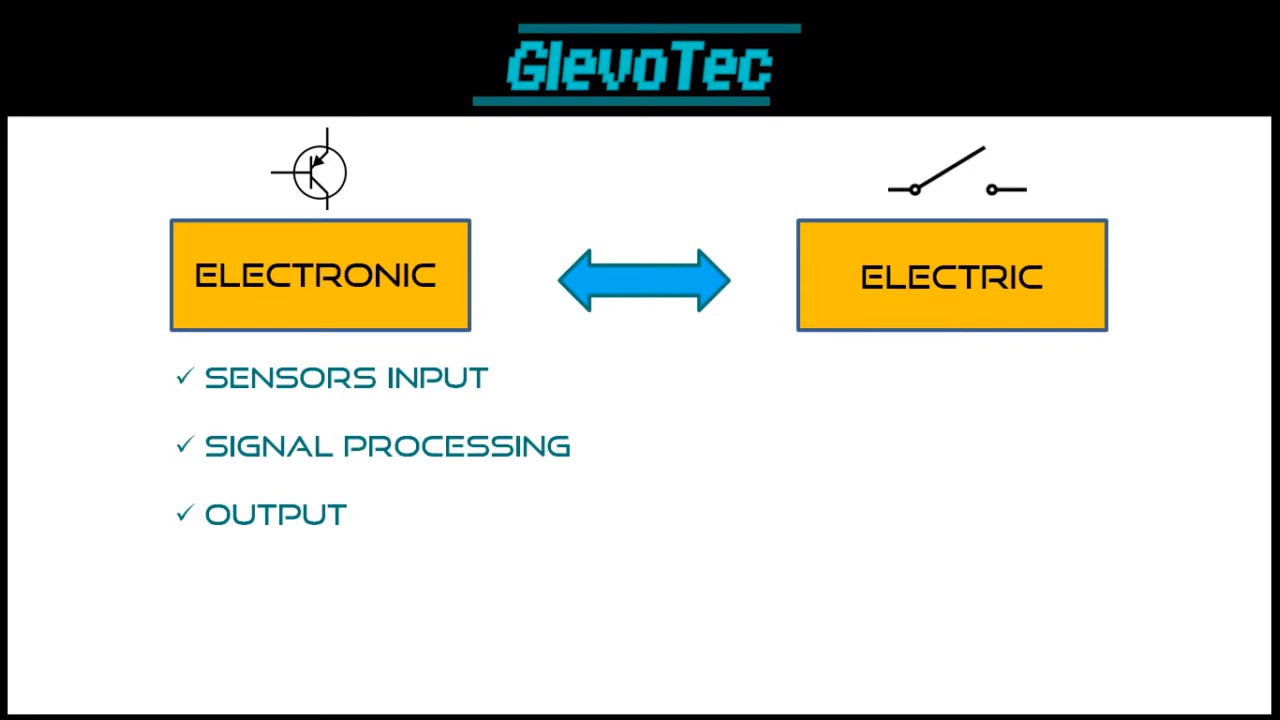 GlevoTec
ELECTRONIC
ELECTRIC
✓ SENSORS INPUT
✓ SIGNAL PROCESSING
✓ OUTPUT